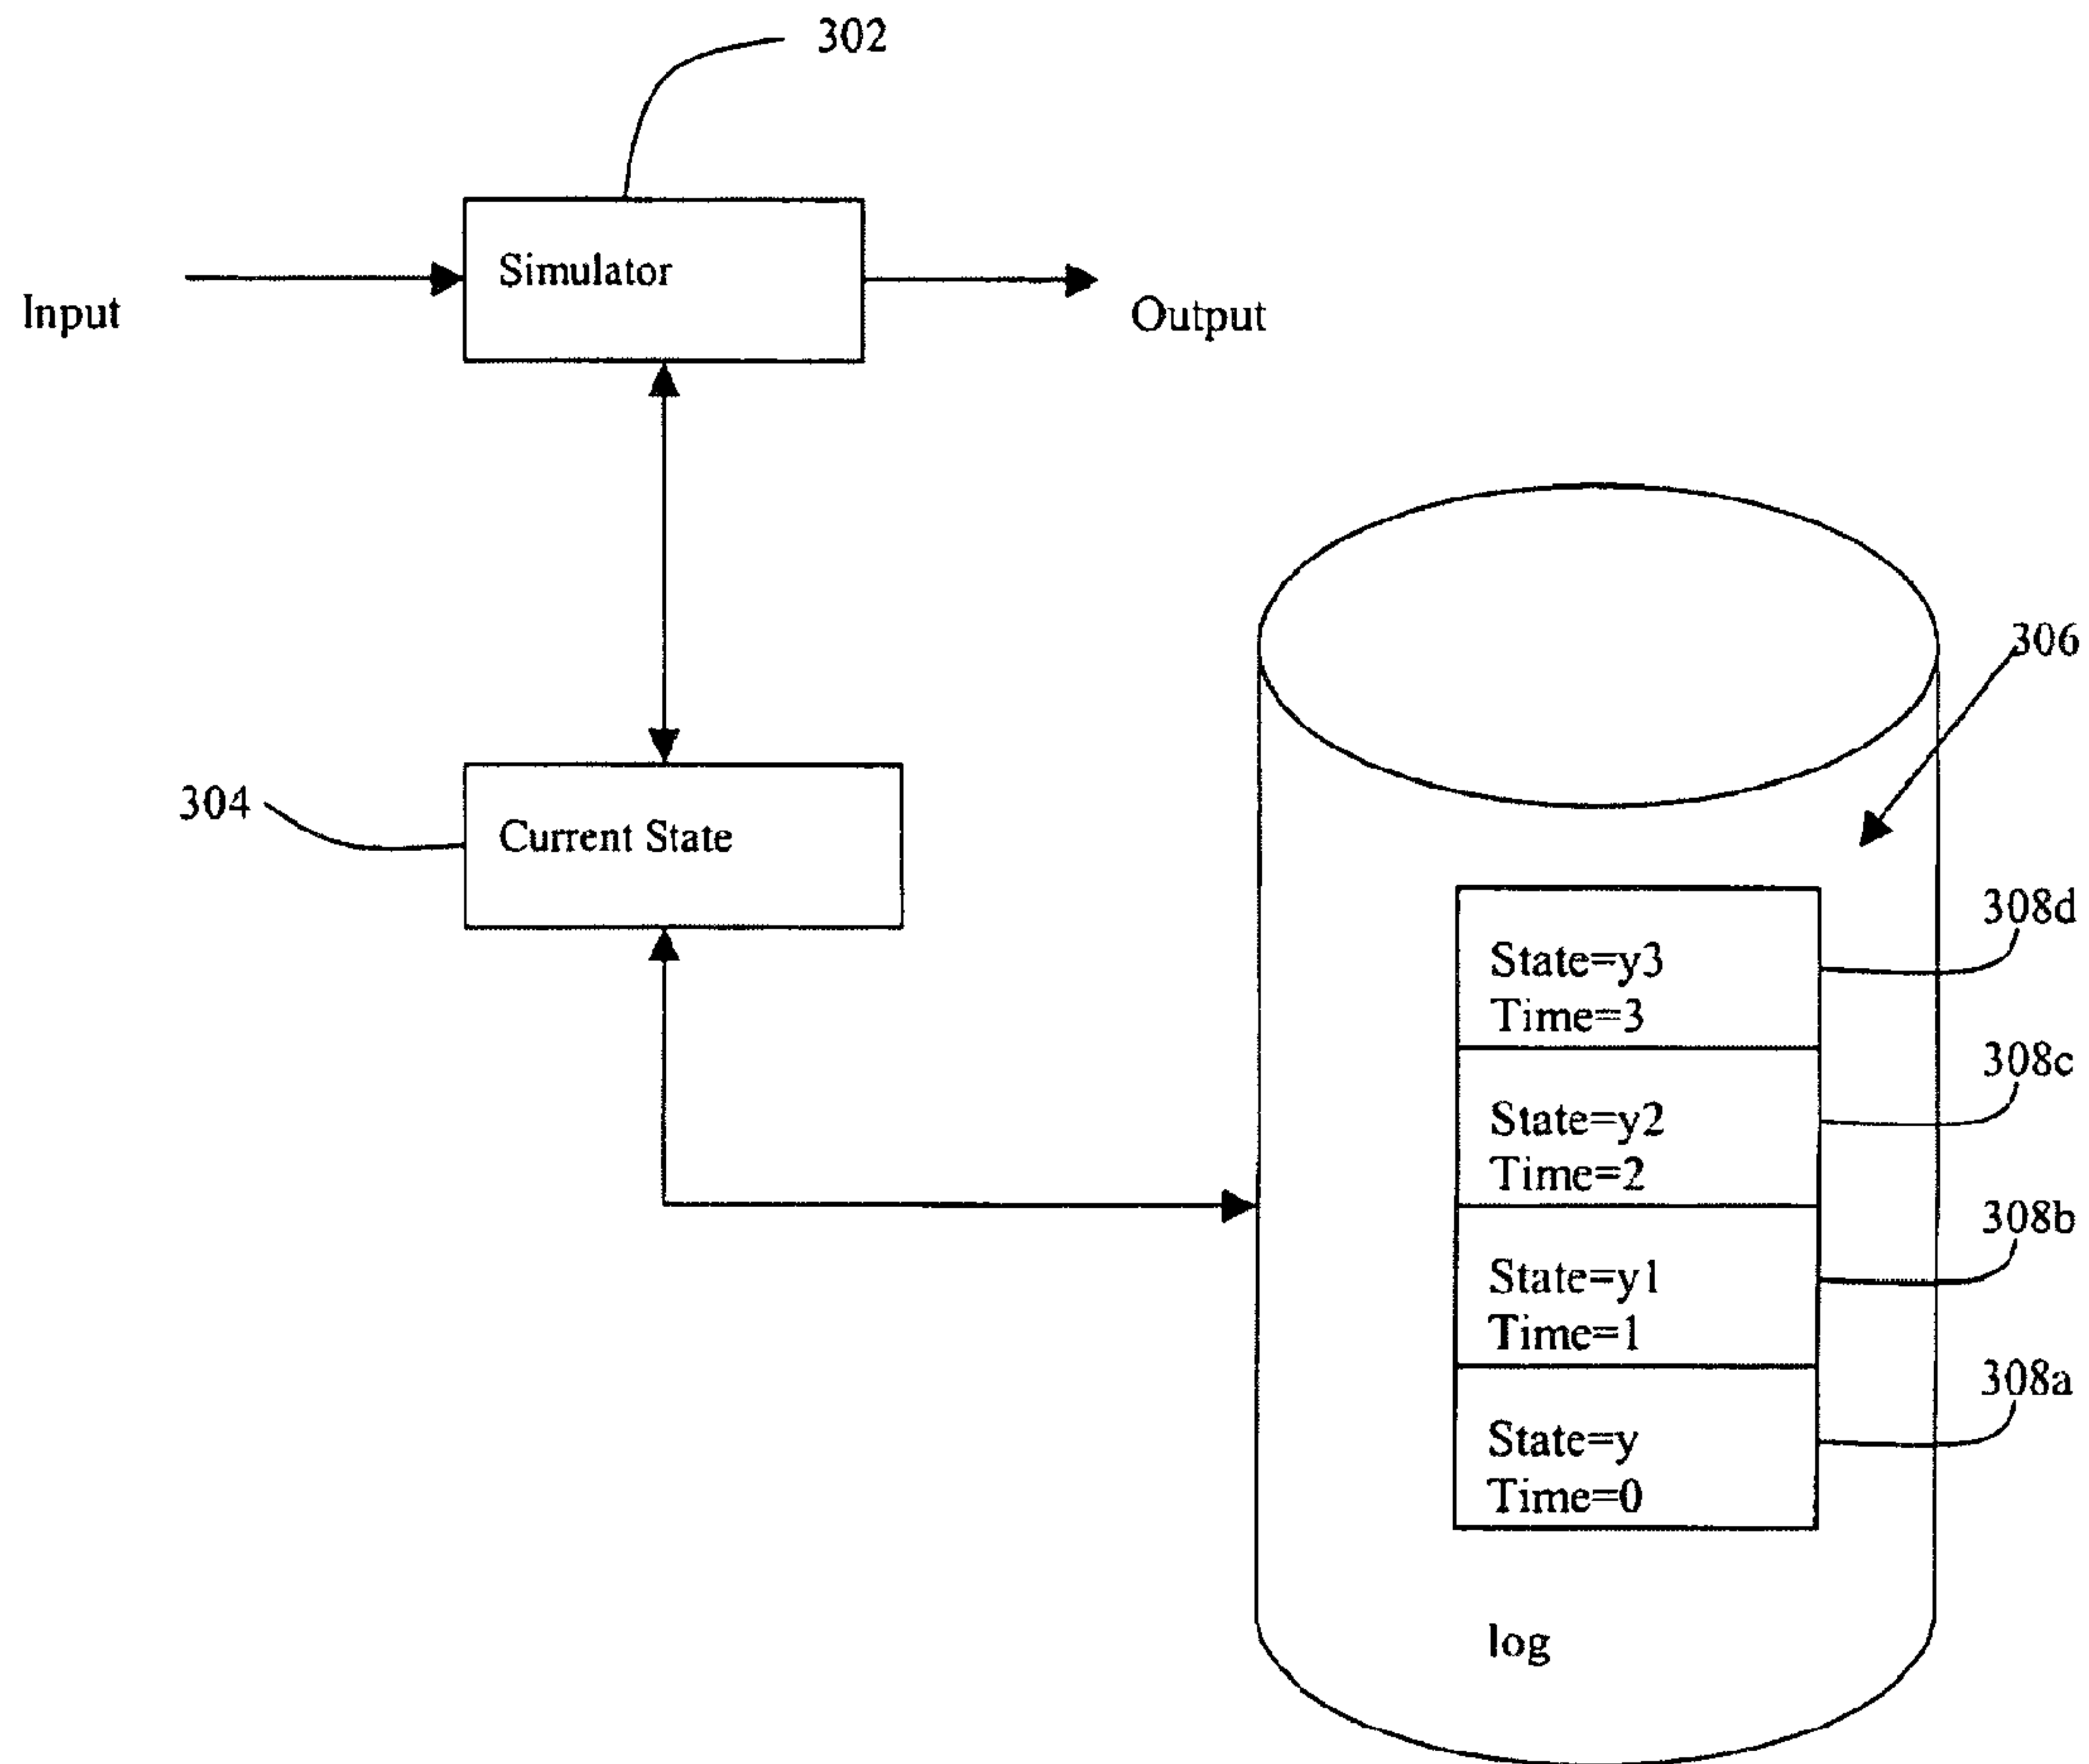 302
Simulator
Input
Output
306
304
Current State
308d
State=y3
Time=3
308c
State=y2
Time=2
308b
State=y1
Time=1
308a
State=y
Time=0
log